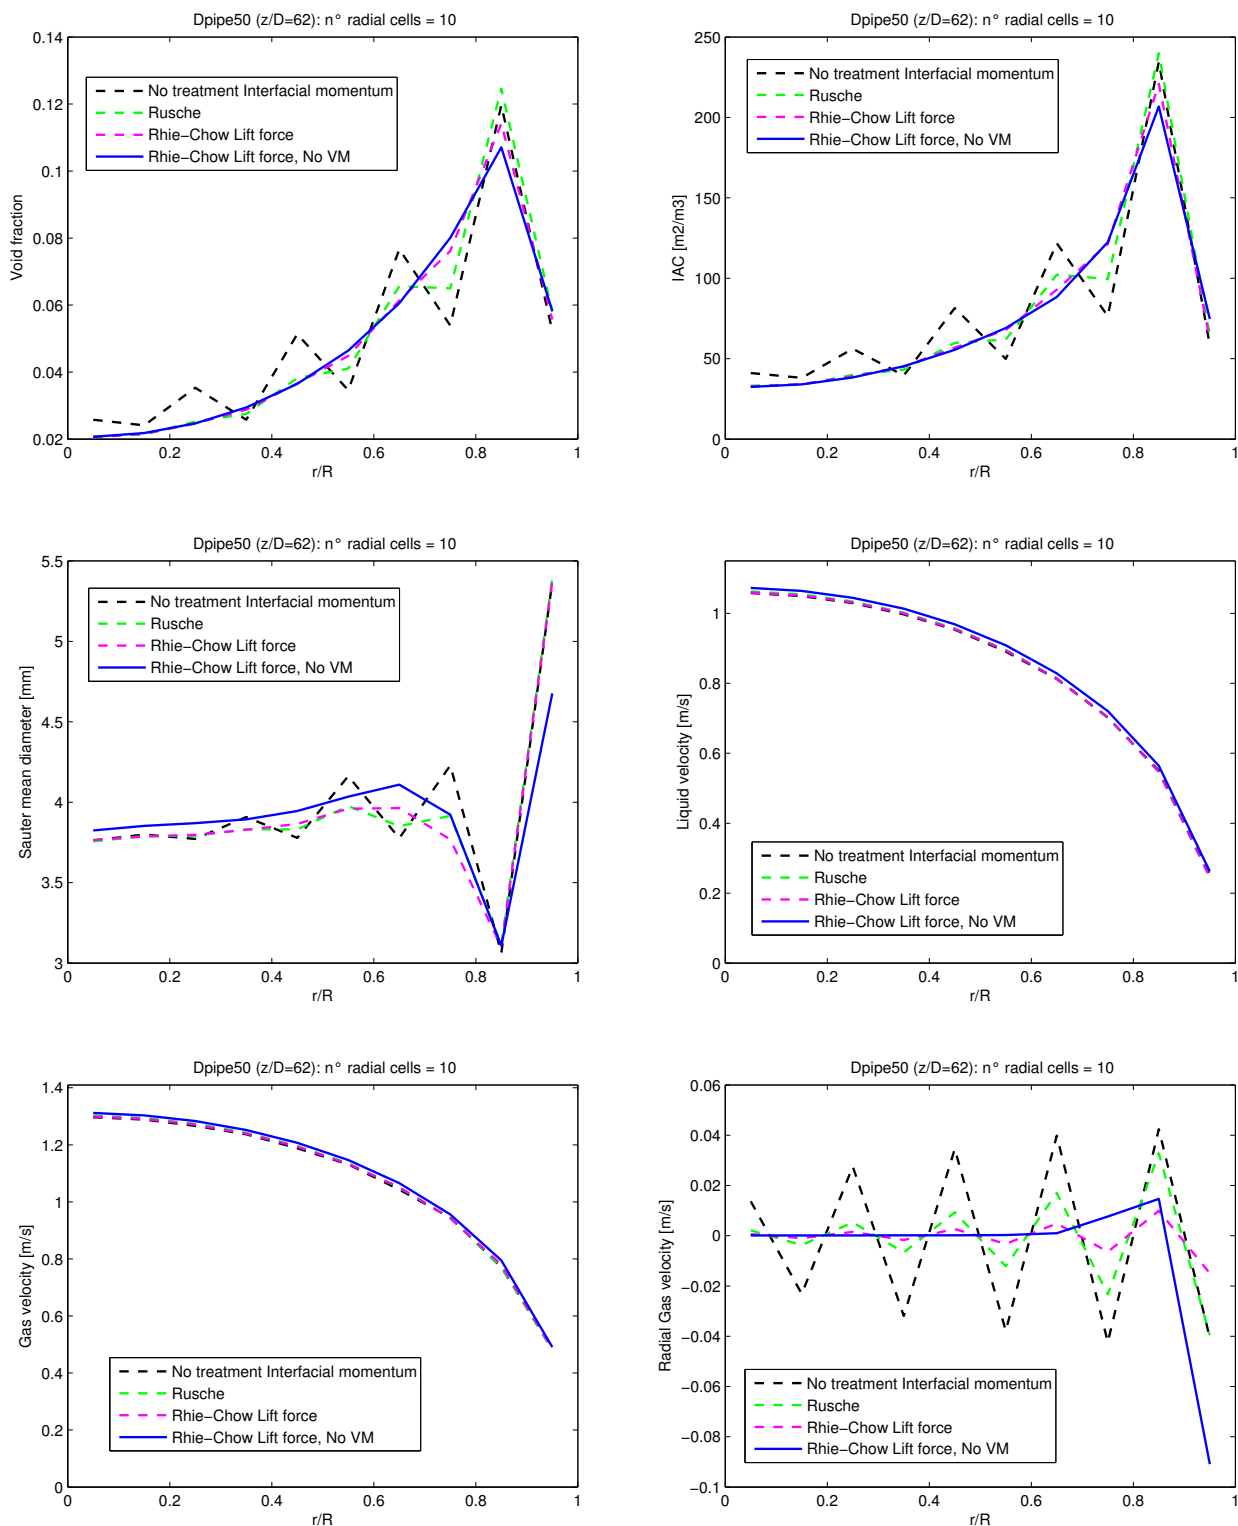 Dpipe50 (z/D=62): n° radial cells = 10
0.14
0.12
0.1
0.08
0.06
0.04
0.02
Void fraction
No treatment Interfacial momentum
Rusche
Rhie−Chow Lift force
Rhie−Chow Lift force, No VM
0 0.2 0.4 0.6 0.8 1
r/R
Dpipe50 (z/D=62): n° radial cells = 10
250
200
150
100
50
0
IAC [m2/m3]
No treatment Interfacial momentum
Rusche
Rhie−Chow Lift force
Rhie−Chow Lift force, No VM
0 0.2 0.4 0.6 0.8 1
r/R
Dpipe50 (z/D=62): n° radial cells = 10
5.5
5
4.5
4
3.5
3
Sauter mean diameter [mm]
No treatment Interfacial momentum
Rusche
Rhie−Chow Lift force
Rhie−Chow Lift force, No VM
0 0.2 0.4 0.6 0.8 1
r/R
Dpipe50 (z/D=62): n° radial cells = 10
1
0.8
0.6
0.4
0.2
0
Liquid velocity [m/s]
No treatment Interfacial momentum
Rusche
Rhie−Chow Lift force
Rhie−Chow Lift force, No VM
0 0.2 0.4 0.6 0.8 1
r/R
Dpipe50 (z/D=62): n° radial cells = 10
1.4
1.2
1
0.8
0.6
0.4
0.2
0
Gas velocity [m/s]
No treatment Interfacial momentum
Rusche
Rhie−Chow Lift force
Rhie−Chow Lift force, No VM
0 0.2 0.4 0.6 0.8 1
r/R
Dpipe50 (z/D=62): n° radial cells = 10
0.06
0.04
0.02
0
−0.02
−0.04
−0.06
−0.08
−0.1
Radial Gas velocity [m/s]
No treatment Interfacial momentum
Rusche
Rhie−Chow Lift force
Rhie−Chow Lift force, No VM
0 0.2 0.4 0.6 0.8 1
r/R